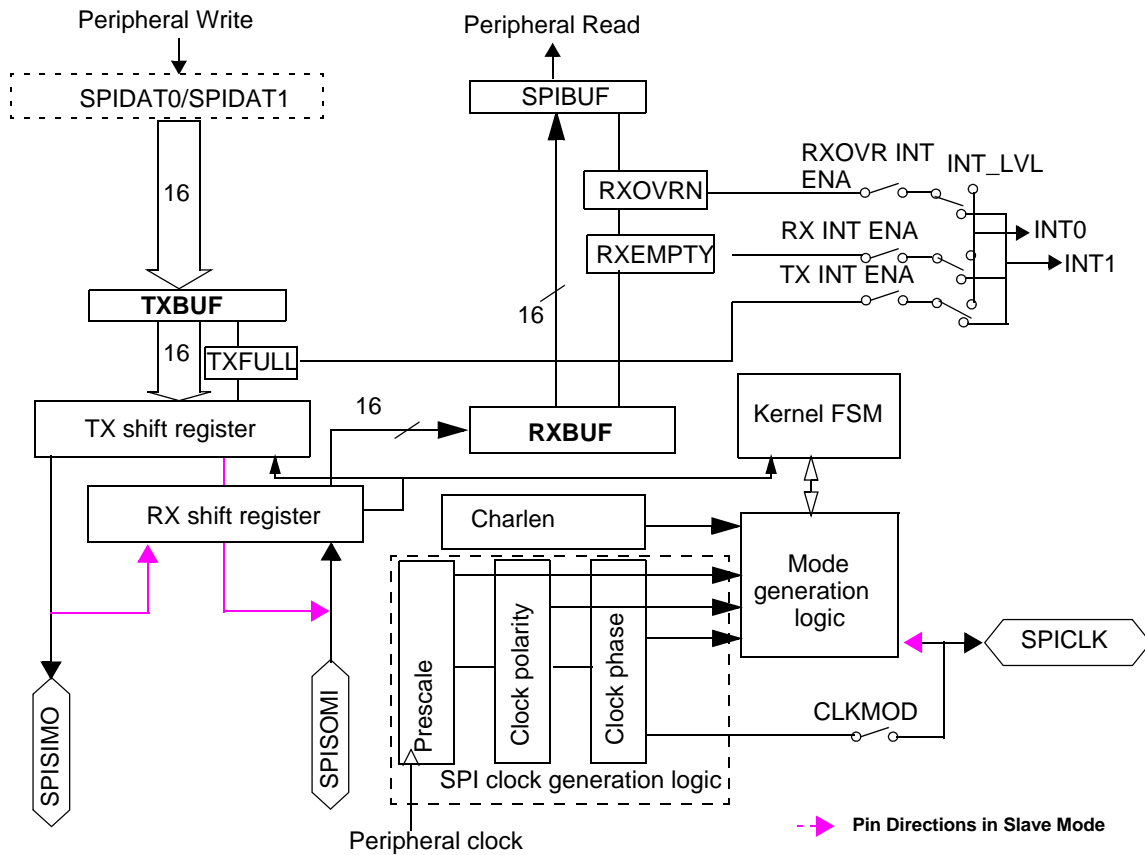 Peripheral Write
Peripheral Read
SPIDAT0/SPIDAT1
SPIBUF
RXOVR INT
ENA
INT_LVL
16
RXOVRN
RX INT ENA
INT0
RXEMPTY
INT1
TX INT ENA
TXBUF
16
16
TXFULL
16
Kernel FSM
TX shift register
RXBUF
RX shift register
Charlen
Mode
generation
logic
Prescale
Clock polarity
Clock phase
SPICLK
SPISIMO
SPISOMI
CLKMOD
SPI clock generation logic
Peripheral clock
Pin Directions in Slave Mode